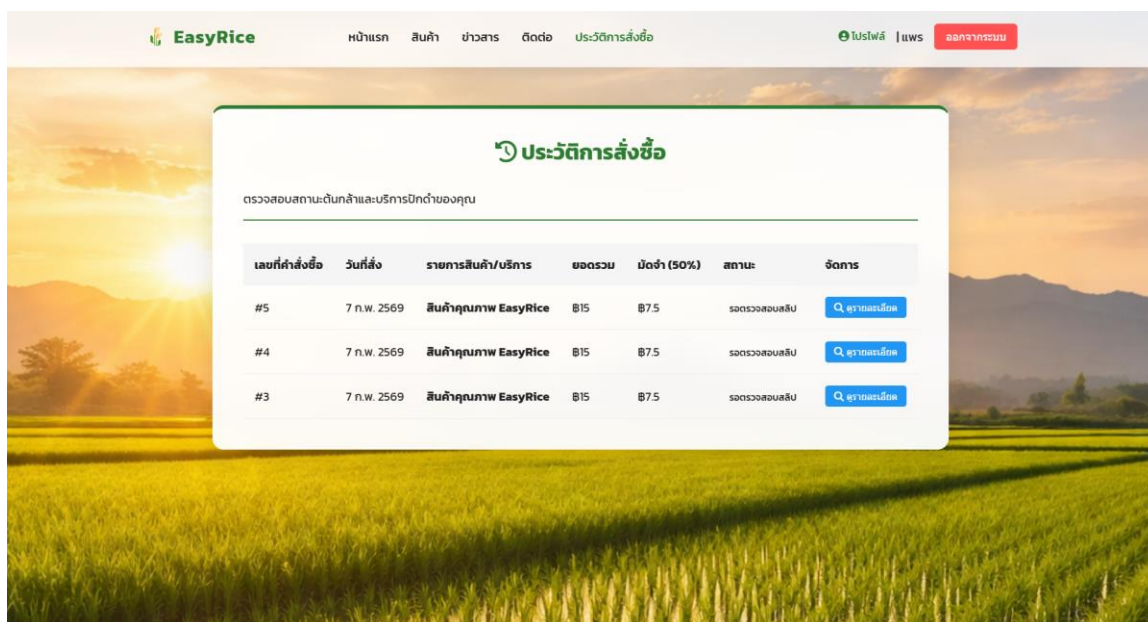 EasyRice หน้าแรก สินค้า ข่าวสาร ติดต่อ ประวัติการสั่งซื้อ โปรไฟล์ | แพร ออกจากระบบ
ประวัติการสั่งซื้อ
ตรวจสอบสถานะต้นกล้าและบริการปักดำของคุณ
เลขที่คำสั่งซื้อ วันที่สั่ง รายการสินค้า/บริการ ยอดรวม มัดจำ (50%) สถานะ จัดการ
#5 7 ก.พ. 2569 สินค้าคุณภาพ EasyRice ฿15 ฿7.5 รอตรวจสอบสลิป ดูรายละเอียด
#4 7 ก.พ. 2569 สินค้าคุณภาพ EasyRice ฿15 ฿7.5 รอตรวจสอบสลิป ดูรายละเอียด
#3 7 ก.พ. 2569 สินค้าคุณภาพ EasyRice ฿15 ฿7.5 รอตรวจสอบสลิป ดูรายละเอียด